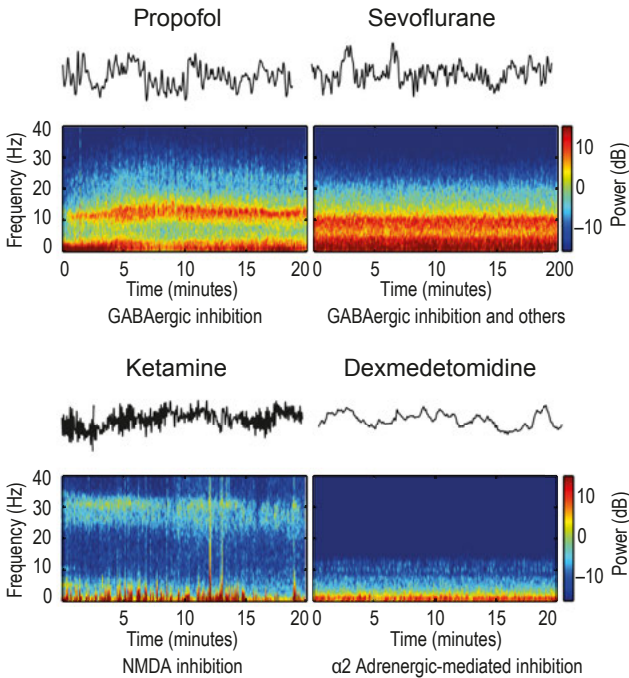 Propofol
Sevoflurane
40
30
20
10
0
Frequency (Hz)
10
0
−10
Power (dB)
0 5 10 15 20 0 5 10 15 200
Time (minutes)
Time (minutes)
GABAergic inhibition
GABAergic inhibition and others
Ketamine
Dexmedetomidine
40
30
20
10
0
Frequency (Hz)
10
0
−10
Power (dB)
5 10 15 20 5 10 15 20
Time (minutes)
Time (minutes)
NMDA inhibition
α2 Adrenergic-mediated inhibition